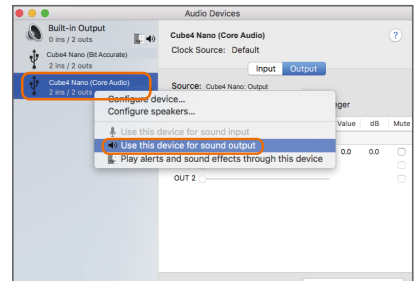 Audio Devices
Built-in Output
0 ins / 2 outs
Cube4 Nano (Bit Accurate)
2 ins / 2 outs
Cube4 Nano (Core Audio)
2 ins / 2 outs
Cube4 Nano (Core Audio)
?
Clock Source: Default
Input Output
Source: Cube4 Nano: Output
Configure device...
Configure speakers...
Use this device for sound input
Use this device for sound output
Play alerts and sound effects through this device
eger
Value dB Mute
0.0 0.0
OUT 2